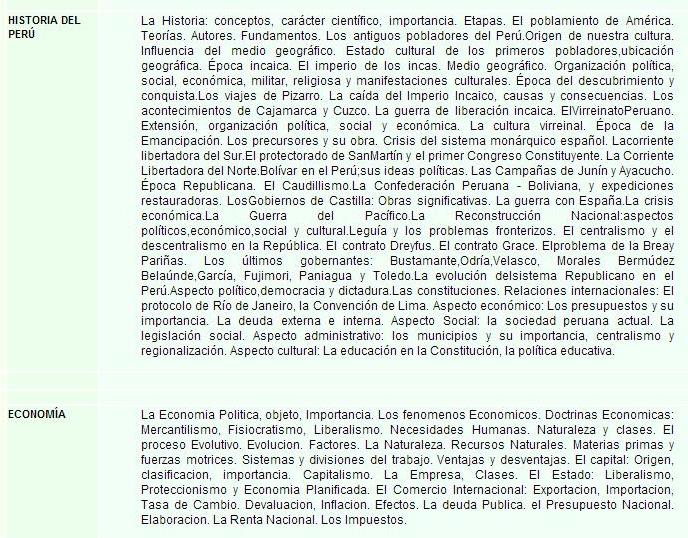 HISTORIA DEL
PERÚ
La Historia: conceptos, carácter científico, importancia. Etapas. El poblamiento de América.
Teorías. Autores. Fundamentos. Los antiguos pobladores del Perú.Origen de nuestra cultura.
Influencia del medio geográfico. Estado cultural de los primeros pobladores,ubicación
geográfica. Época incaica. El imperio de los incas. Medio geográfico. Organización política,
social, económica, militar, religiosa y manifestaciones culturales. Época del descubrimiento y
conquista.Los viajes de Pizarro. La caída del Imperio Incaico, causas y consecuencias. Los
acontecimientos de Cajamarca y Cuzco. La guerra de liberación incaica. ElVirreinatoPeruano.
Extensión, organización política, social y económica. La cultura virreinal. Época de la
Emancipación. Los precursores y su obra. Crisis del sistema monárquico español. Lacorriente
libertadora del Sur.El protectorado de SanMartín y el primer Congreso Constituyente. La Corriente
Libertadora del Norte.Bolívar en el Perú;sus ideas políticas. Las Campañas de Junín y Ayacucho.
Época Republicana. El Caudillismo.La Confederación Peruana - Boliviana, y expediciones
restauradoras. LosGobiernos de Castilla: Obras significativas. La guerra con España.La crisis
económica.La Guerra del Pacífico.La Reconstrucción Nacional:aspectos
políticos,económico,social y cultural.Leguía y los problemas fronterizos. El centralismo y el
descentralismo en la República. El contrato Dreyfus. El contrato Grace. Elproblema de la Breay
Pariñas. Los últimos gobernantes: Bustamante,Odría,Velasco, Morales Bermúdez
Belaúnde,García, Fujimori, Paniagua y Toledo.La evolución delsistema Republicano en el
Perú.Aspecto político,democracia y dictadura.Las constituciones. Relaciones internacionales: El
protocolo de Río de Janeiro, la Convención de Lima. Aspecto económico: Los presupuestos y su
importancia. La deuda externa e interna. Aspecto Social: la sociedad peruana actual. La
legislación social. Aspecto administrativo: los municipios y su importancia, centralismo y
regionalización. Aspecto cultural: La educación en la Constitución, la política educativa.
ECONOMÍA
La Economia Politica, objeto, Importancia. Los fenomenos Economicos. Doctrinas Economicas:
Mercantilismo, Fisiocratismo, Liberalismo. Necesidades Humanas. Naturaleza y clases. El
proceso Evolutivo. Evolucion. Factores. La Naturaleza. Recursos Naturales. Materias primas y
fuerzas motrices. Sistemas y divisiones del trabajo. Ventajas y desventajas. El capital: Origen,
clasificacion, importancia. Capitalismo. La Empresa, Clases. El Estado: Liberalismo,
Proteccionismo y Economia Planificada. El Comercio Internacional: Exportacion, Importacion,
Tasa de Cambio. Devaluacion, Inflacion. Efectos. La deuda Publica. el Presupuesto Nacional.
Elaboracion. La Renta Nacional. Los Impuestos.